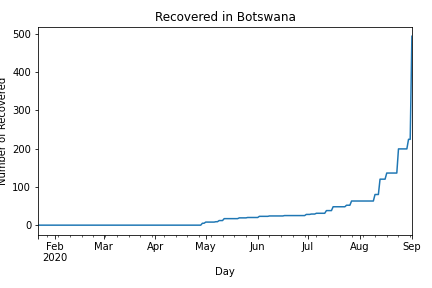 Recovered in Botswana
Number of Recovered
500
400
300
200
100
0
Feb Mar Apr May Jun Jul Aug Sep
2020
Day